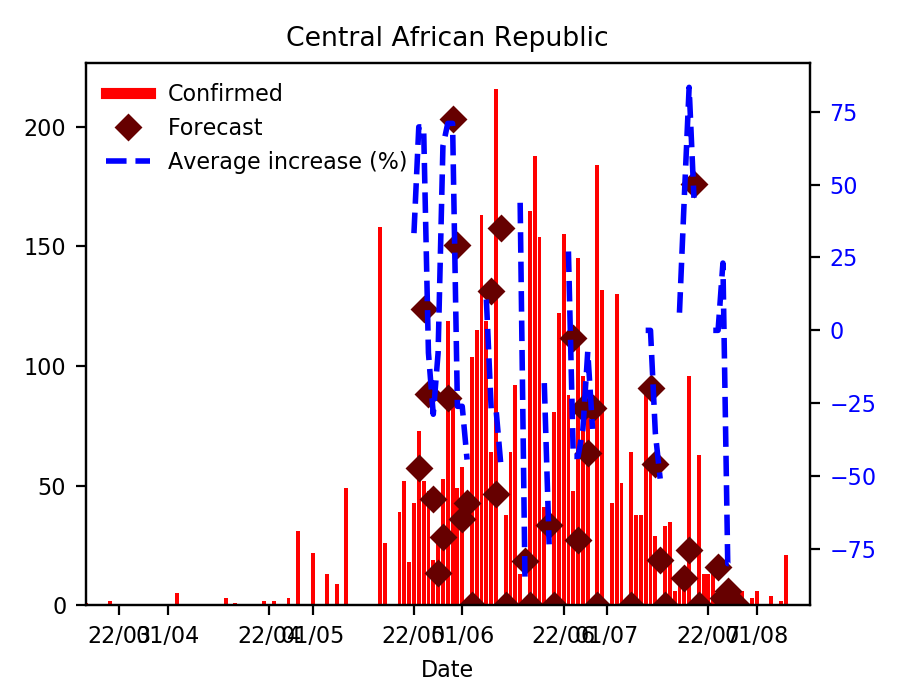 Central African Republic
Confirmed
Forecast
Average increase (%)
200
150
100
50
0
75
50
25
0
−25
−50
−75
22/03 01/04 22/04 01/05 22/05 01/06 22/06 01/07 22/07 01/08
Date